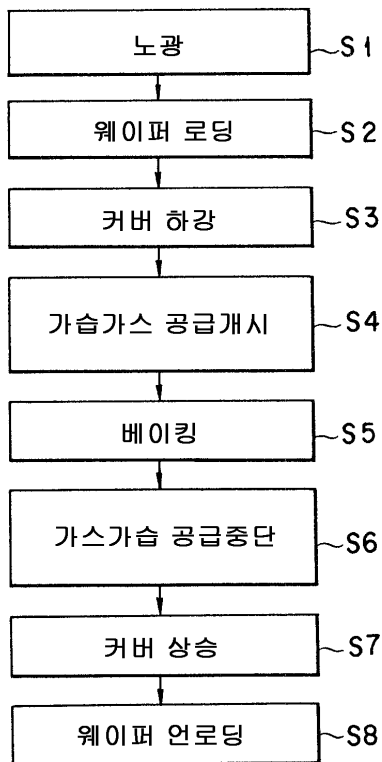 노광 S1
웨이퍼 로딩 S2
커버 하강 S3
가습가스 공급개시 S4
베이킹 S5
가스가습 공급중단 S6
커버 상승 S7
웨이퍼 언로딩 S8